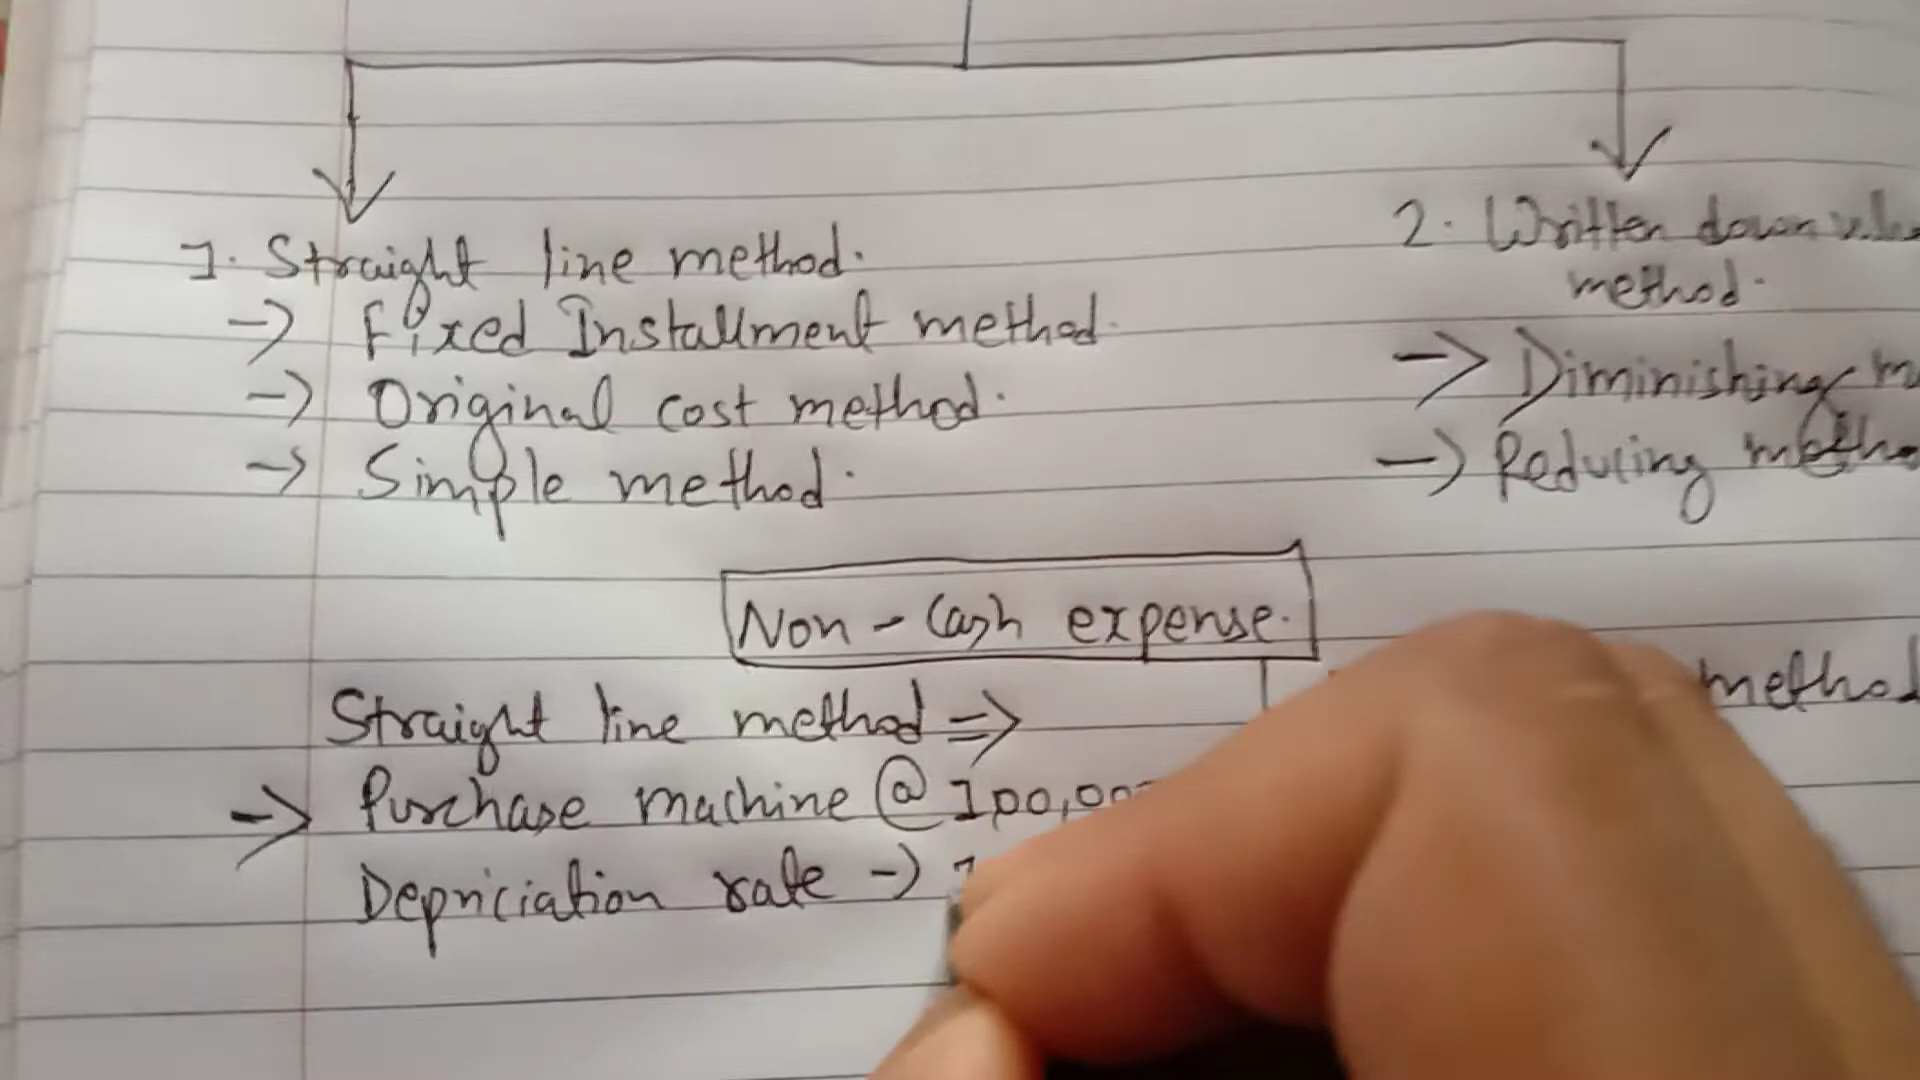 1. Straight line method.
-> Fixed Installment method.
-> Original cost method.
-> Simple method.
2. Written down
method.
-> Diminishing
-> Reducing
Non - Cash expense.
Straight line method =>
-> Purchase machine @
Depriciation rate ->
method